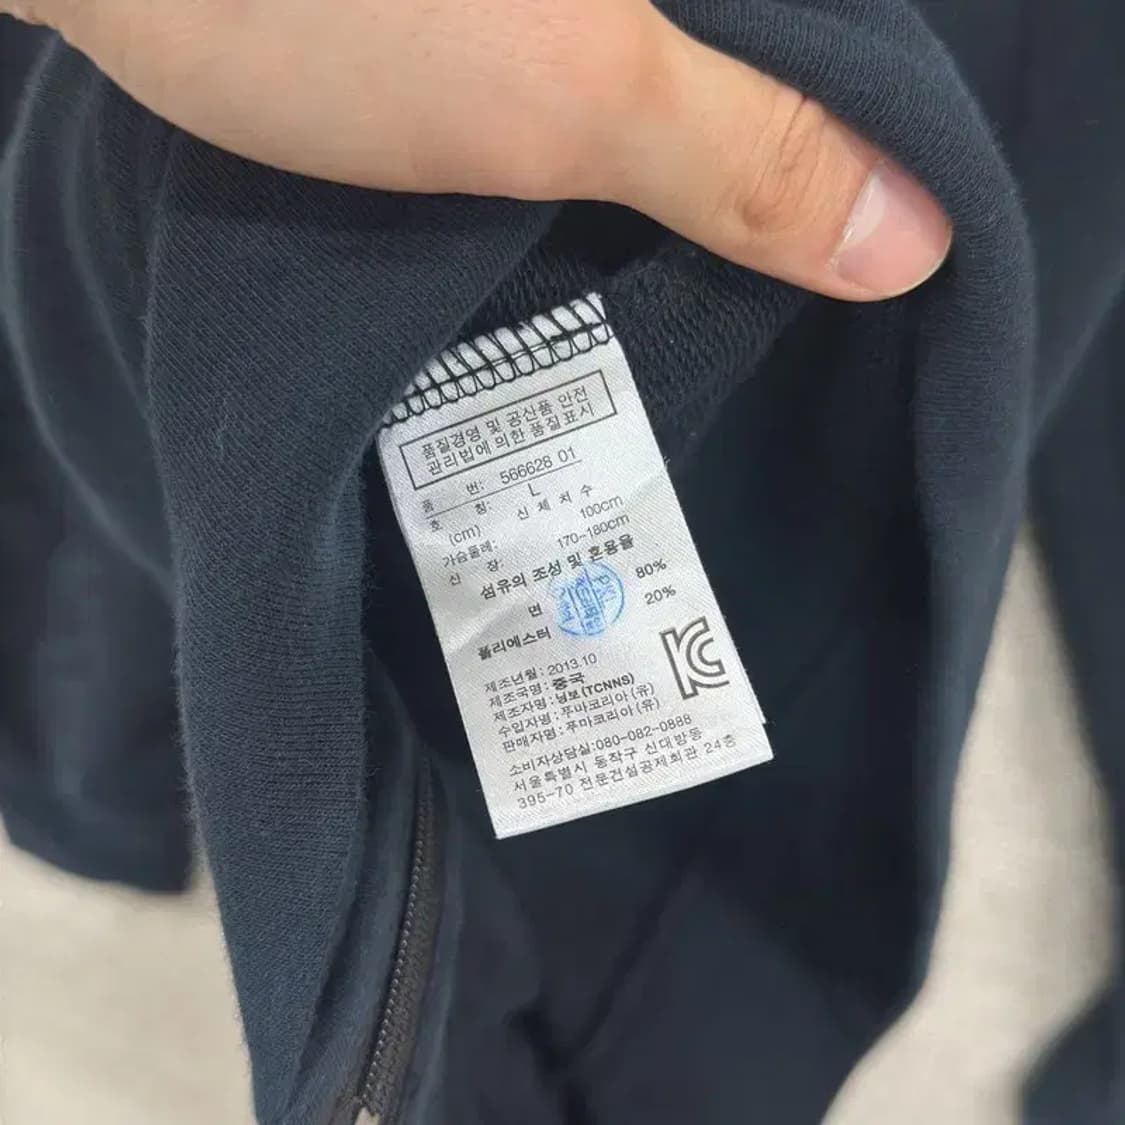 품질경영 및 공산품 안전
관리법에 의한 품질표시
품 번: 566628 01
호 칭: L
(cm) 신 체 치 수
가슴둘레: 100cm
신 장: 170-180cm
섬유의 조성 및 혼용율
면 80%
폴리에스터 20%
제조년월: 2013.10
제조국명: 중국
제조자명: 닝보(TCNNS)
수입자명: 푸마코리아(유)
판매자명: 푸마코리아(유)
소비자상담실:080-082-0888
서울특별시 동작구 신대방동
395-70 전문건설공제회관 24층